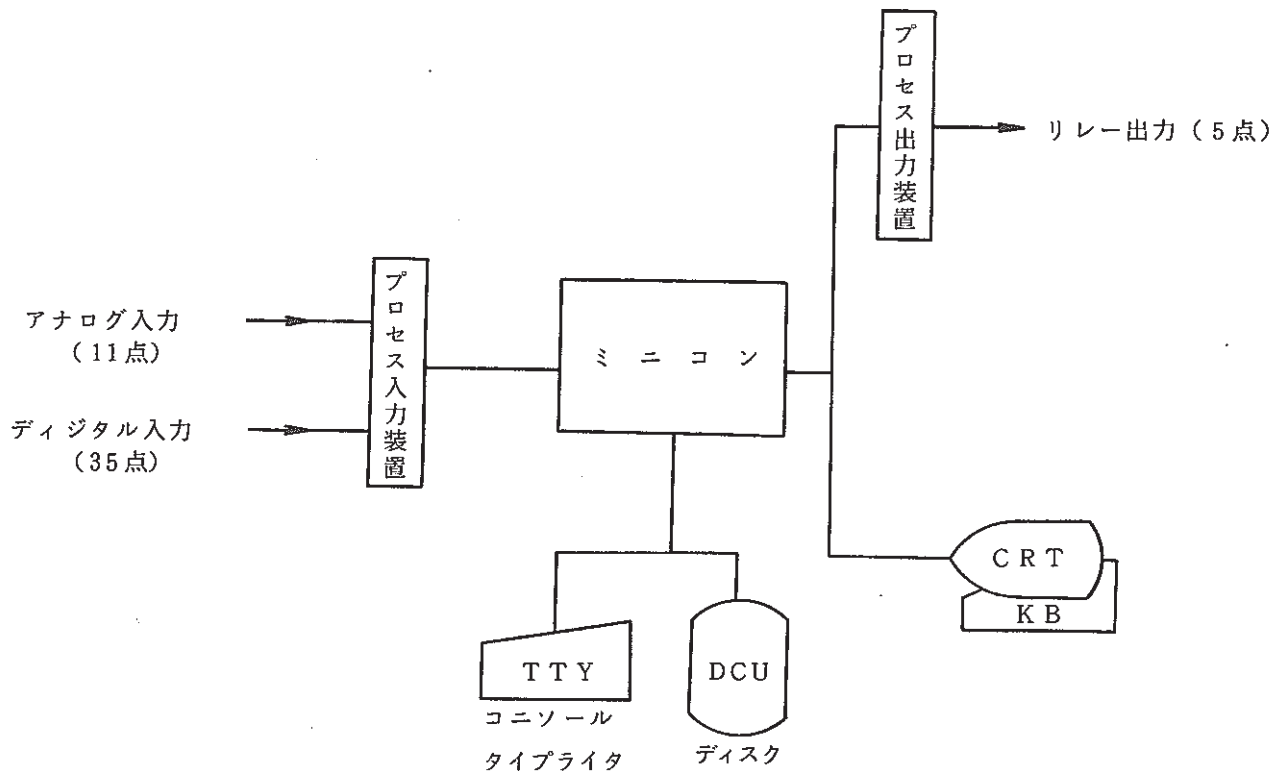 プロセス出力装置
リレー出力(5点)
プロセス入力装置
アナログ入力
(11点)
ディジタル入力
(35点)
ミニコン
CRT
KB
TTY
コニソール
タイプライタ
DCU
ディスク